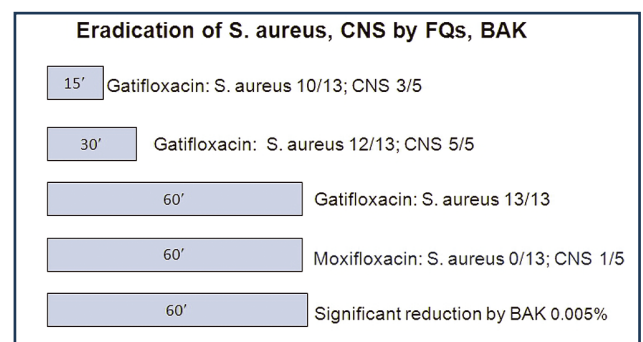 Eradication of S. aureus, CNS by FQs, BAK
15′ Gatifloxacin: S. aureus 10/13; CNS 3/5
30′ Gatifloxacin: S. aureus 12/13; CNS 5/5
60′ Gatifloxacin: S. aureus 13/13
60′ Moxifloxacin: S. aureus 0/13; CNS 1/5
60′ Significant reduction by BAK 0.005%